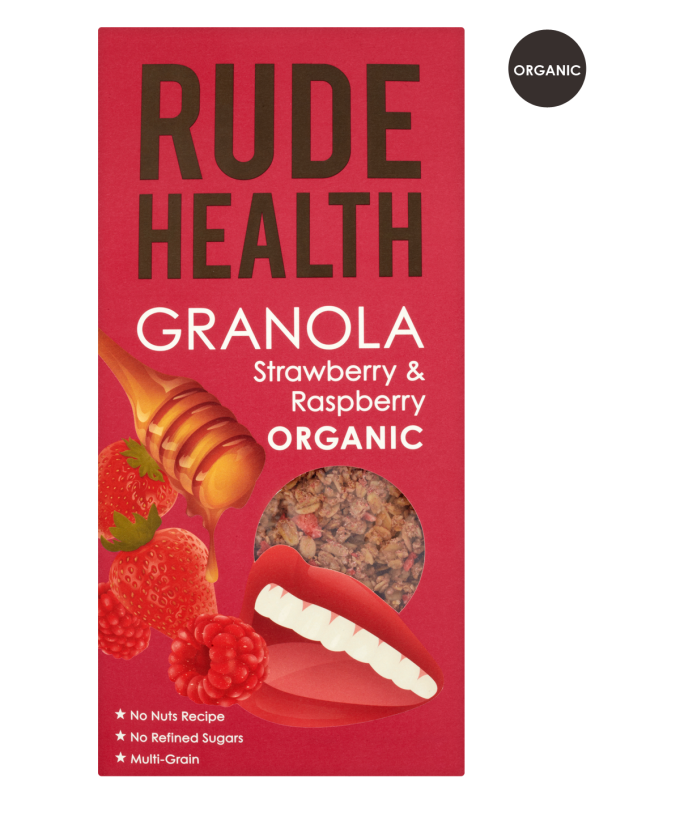 RUDE
HEALTH
GRANOLA
Strawberry &
Raspberry
ORGANIC
★ No Nuts Recipe
★ No Refined Sugars
★ Multi-Grain
ORGANIC